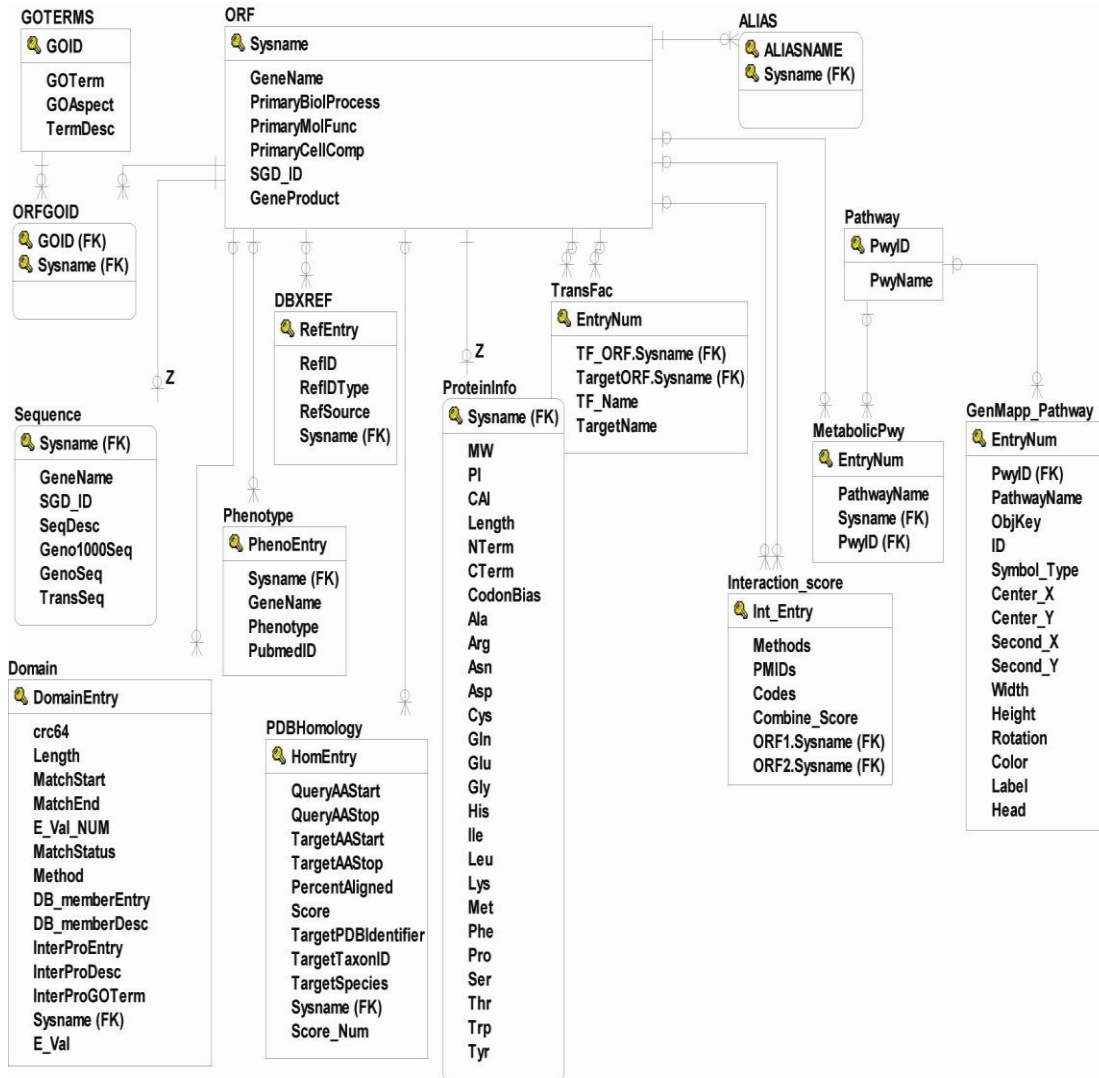 GOTERMS
GOID
GOTerm
GOAspect
TermDesc
ORF
Sysname
GeneName
PrimaryBiolProcess
PrimaryMolFunc
PrimaryCellComp
SGD_ID
GeneProduct
ALIAS
ALIASNAME
Sysname (FK)
ORFGOID
GOID (FK)
Sysname (FK)
Z
Sequence
Sysname (FK)
GeneName
SGD_ID
SeqDesc
Geno1000Seq
GenoSeq
TransSeq
DBXREF
RefEntry
RefID
RefIDType
RefSource
Sysname (FK)
Z
TransFac
EntryNum
TF_ORF.Sysname (FK)
TargetORF.Sysname (FK)
TF_Name
TargetName
Pathway
PwyID
PwyName
Phenotype
PhenoEntry
Sysname (FK)
GeneName
Phenotype
PubmedID
ProteinInfo
Sysname (FK)
MW
PI
CAI
Length
NTerm
CTerm
CodonBias
Ala
Arg
Asn
Asp
Cys
Gln
Glu
Gly
His
Ile
Leu
Lys
Met
Phe
Pro
Ser
Thr
Trp
Tyr
MetabolicPwy
EntryNum
PathwayName
Sysname (FK)
PwyID (FK)
GenMapp_Pathway
EntryNum
PwyID (FK)
PathwayName
ObjKey
ID
Symbol_Type
Center_X
Center_Y
Second_X
Second_Y
Width
Height
Rotation
Color
Label
Head
Interaction_score
Int_Entry
Methods
PMIDs
Codes
Combine_Score
ORF1.Sysname (FK)
ORF2.Sysname (FK)
Domain
DomainEntry
crc64
Length
MatchStart
MatchEnd
E_Val_NUM
MatchStatus
Method
DB_memberEntry
DB_memberDesc
InterProEntry
InterProDesc
InterProGOTerm
Sysname (FK)
E_Val
PDBHomology
HomEntry
QueryAAStart
QueryAAStop
TargetAAStart
TargetAAStop
PercentAligned
Score
TargetPDBIdentifier
TargetTaxonID
TargetSpecies
Sysname (FK)
Score_Num